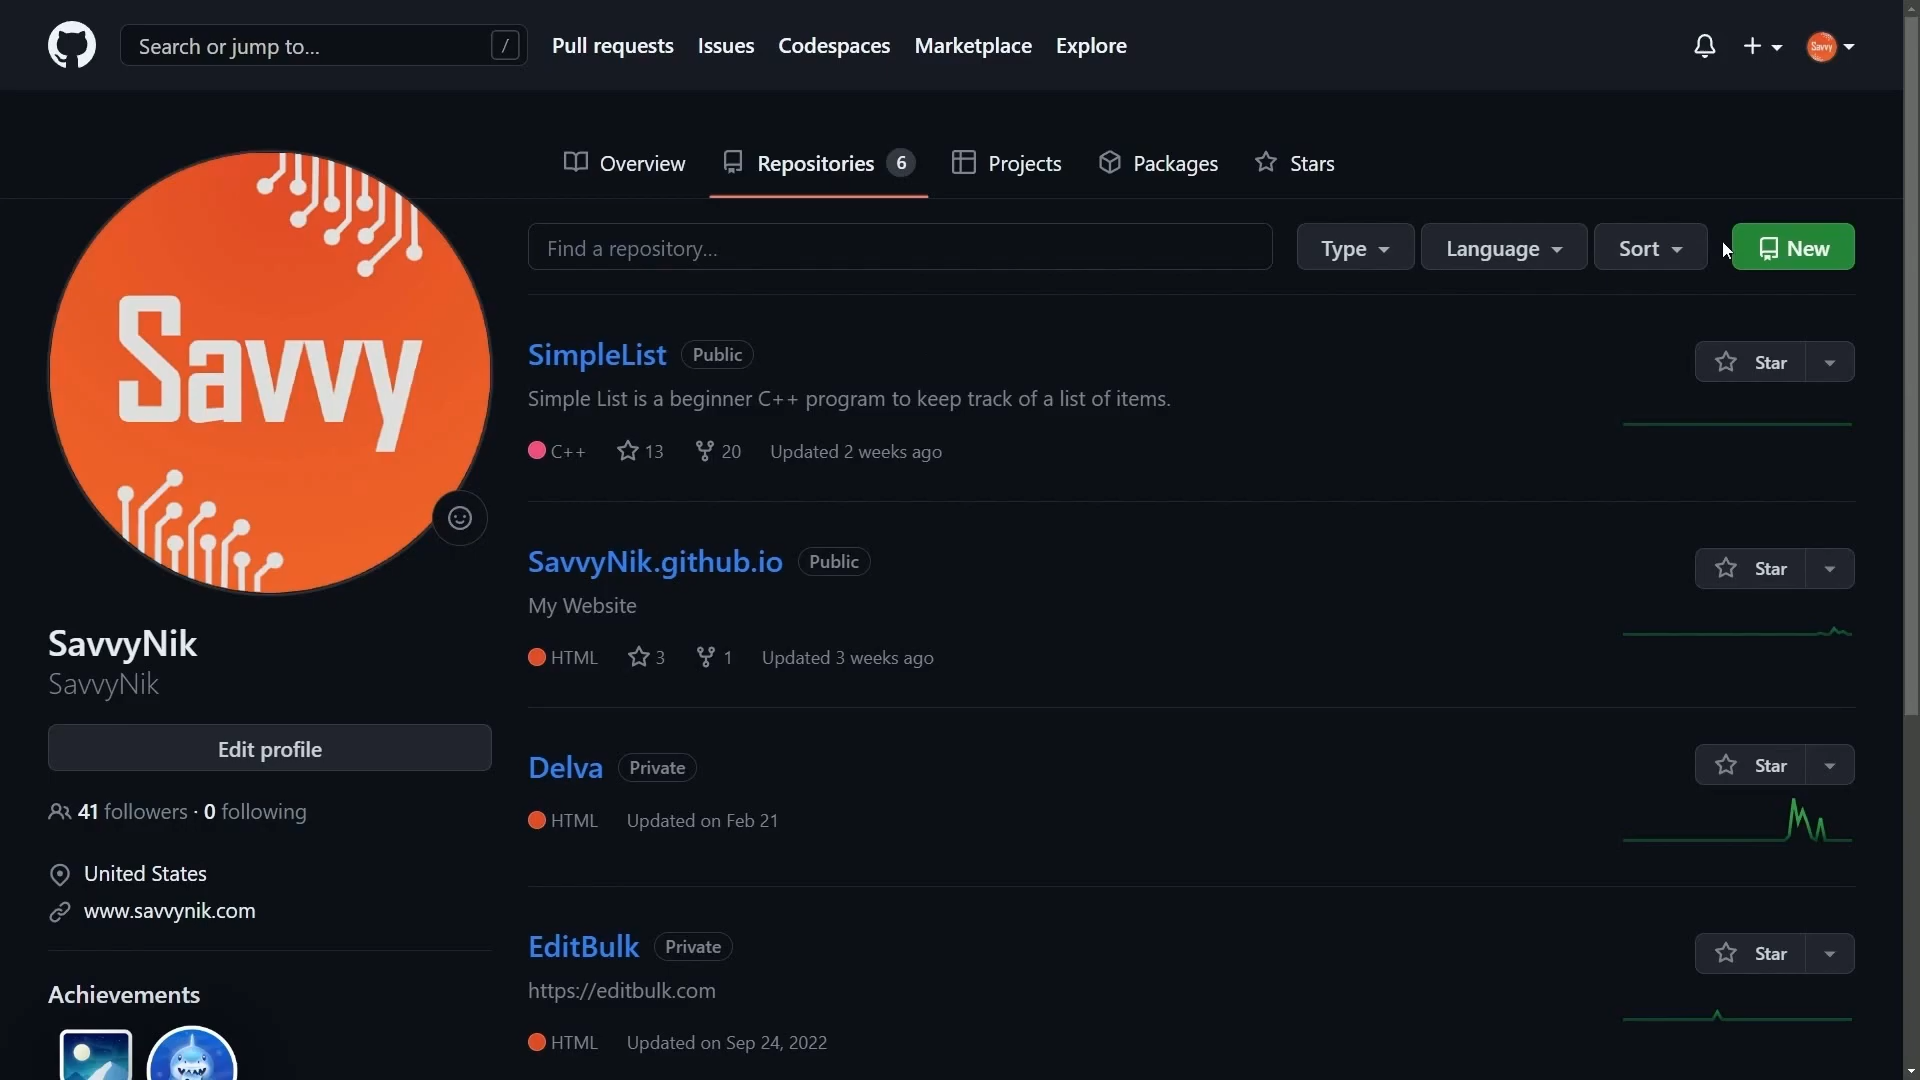 Search or jump to... /
Pull requests Issues Codespaces Marketplace Explore
Savvy
Overview Repositories 6 Projects Packages Stars
Find a repository... Type Language Sort New
Savvy
SimpleList Public Star
Simple List is a beginner C++ program to keep track of a list of items.
C++ 13 20 Updated 2 weeks ago
SavvyNik.github.io Public Star
My Website
HTML 3 1 Updated 3 weeks ago
SavvyNik
SavvyNik
Edit profile
41 followers · 0 following
United States
www.savvynik.com
Achievements
Delva Private Star
HTML Updated on Feb 21
EditBulk Private Star
https://editbulk.com
HTML Updated on Sep 24, 2022